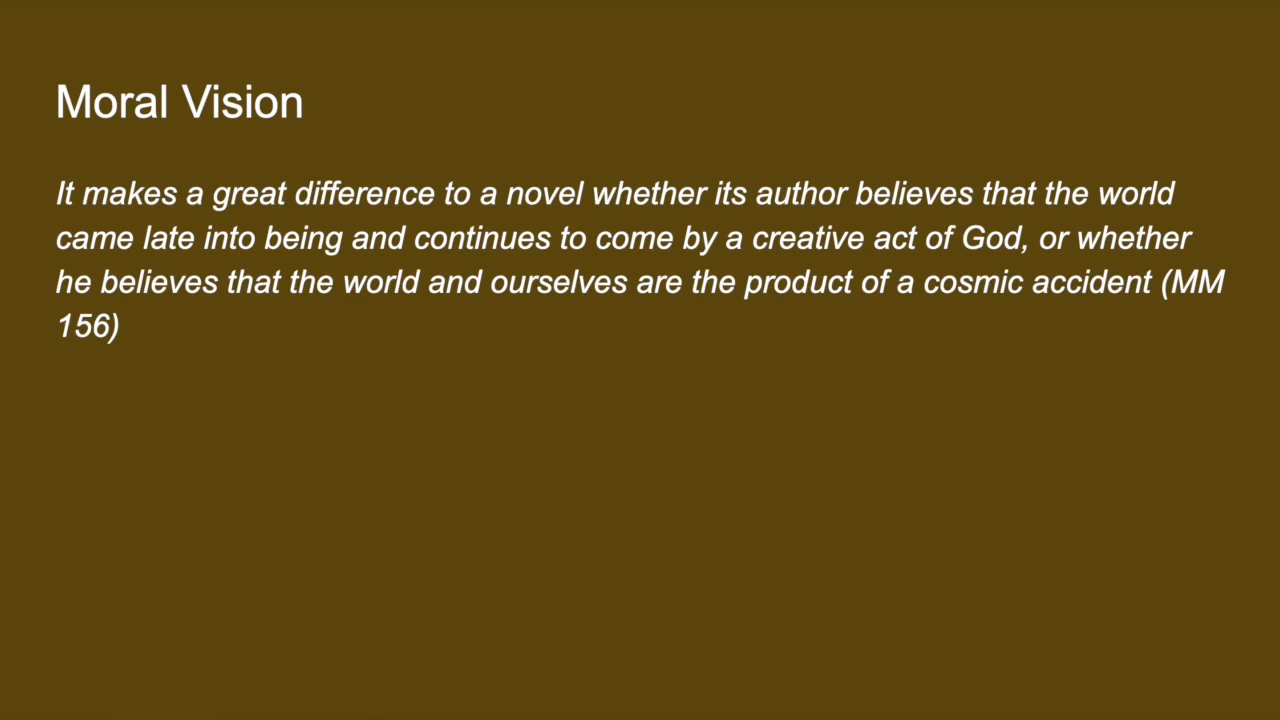 Moral Vision
It makes a great difference to a novel whether its author believes that the world
came late into being and continues to come by a creative act of God, or whether
he believes that the world and ourselves are the product of a cosmic accident (MM
156)